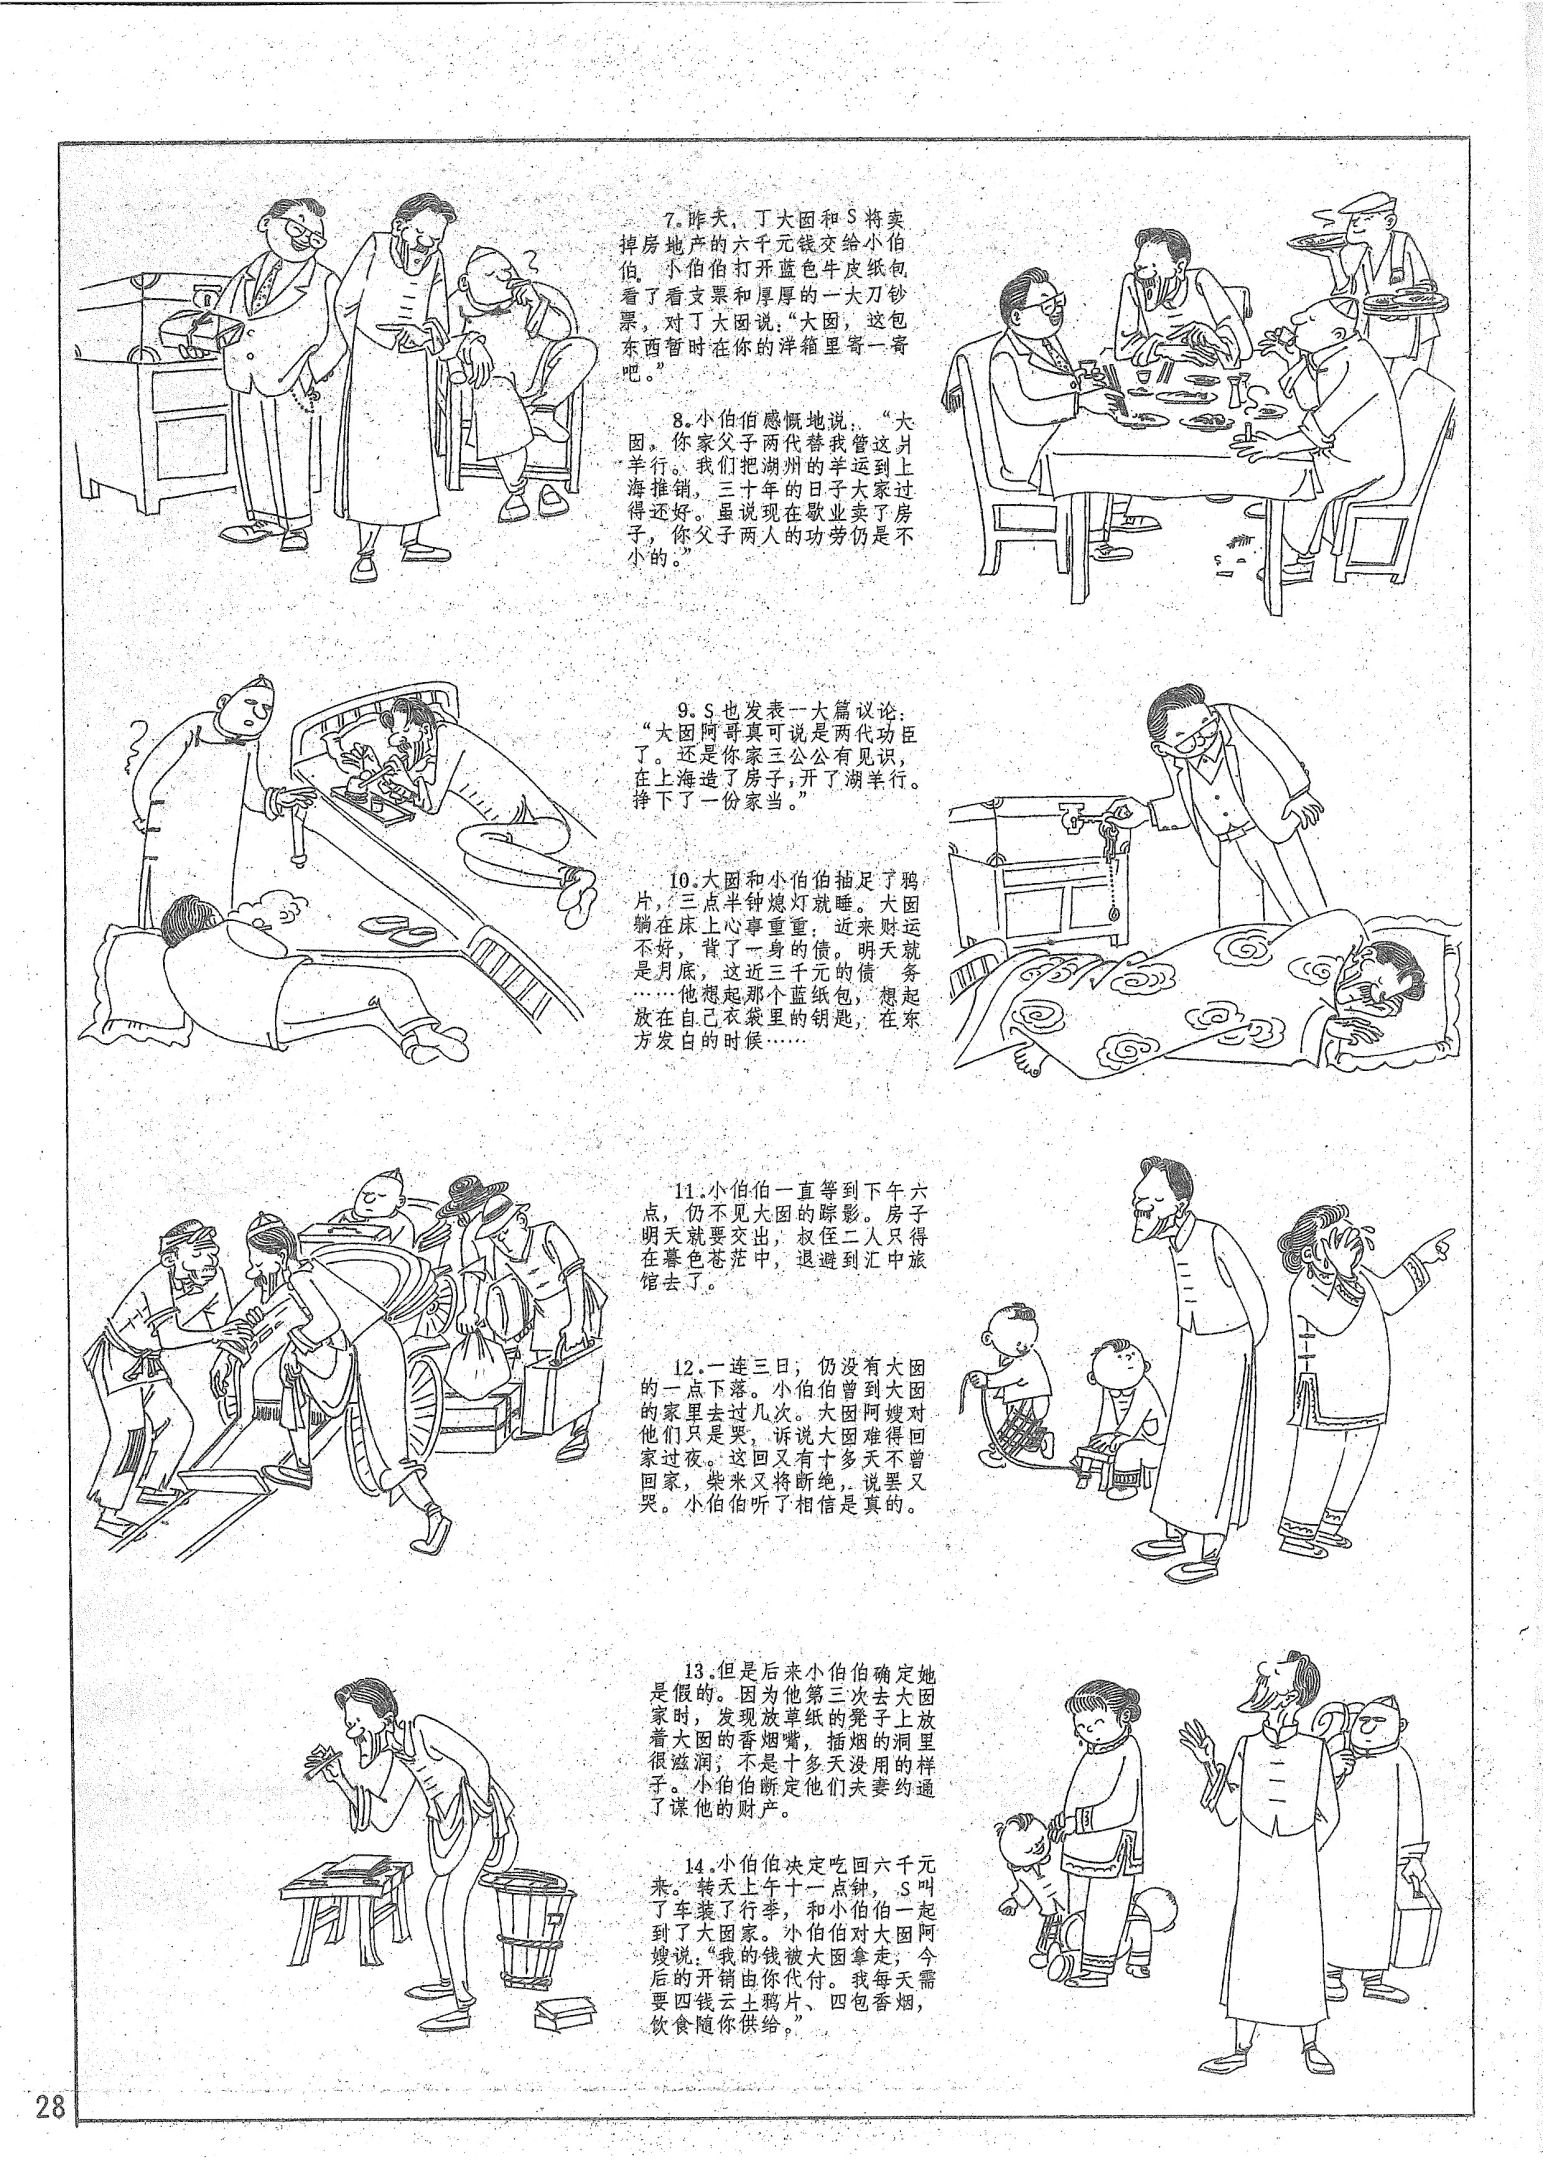 7.昨天，丁大囡和S将卖
掉房地产的六千元钱交给小伯
伯。小伯伯打开蓝色牛皮纸包
看了看支票和厚厚的一大刀钞
票，对丁大囡说：“大囡，这包
东西暂时在你的洋箱里寄一寄
吧。”
8.小伯伯感慨地说：“大
囡，你家父子两代替我管这爿
羊行。我们把湖州的羊运到上
海推销，三十年的日子大家过
得还好。虽说现在歇业卖了房
子，你父子两人的功劳仍是不
小的。”
9.S也发表一大篇议论：
“大囡阿哥真可说是两代功臣
了。还是你家三公公有见识，
在上海造了房子，开了湖羊行。
挣下了一份家当。”
10.大囡和小伯伯抽足了鸦
片，三点半钟熄灯就睡。大囡
躺在床上心事重重：近来财运
不好，背了一身的债。明天就
是月底，这近三千元的债　务
……他想起那个蓝纸包，想起
放在自己衣袋里的钥匙，在东
方发白的时候……
11.小伯伯一直等到下午六
点，仍不见大囡的踪影。房子
明天就要交出，叔侄二人只得
在暮色苍茫中，退避到汇中旅
馆去了。
12.一连三日，仍没有大囡
的一点下落。小伯伯曾到大囡
的家里去过几次。大囡阿嫂对
他们只是哭，诉说大囡难得回
家过夜。这回又有十多天不曾
回家，柴米又将断绝，说罢又
哭。小伯伯听了相信是真的。
13.但是后来小伯伯确定她
是假的。因为他第三次去大囡
家时，发现放草纸的凳子上放
着大囡的香烟嘴，插烟的洞里
很滋润，不是十多天没用的样
子。小伯伯断定他们夫妻约通
了谋他的财产。
14.小伯伯决定吃回六千元
来。转天上午十一点钟，S叫
了车装了行李，和小伯伯一起
到了大囡家。小伯伯对大囡阿
嫂说：“我的钱被大囡拿走，今
后的开销由你代付。我每天需
要四钱云土鸦片、四包香烟，
饮食随你供给。”
28